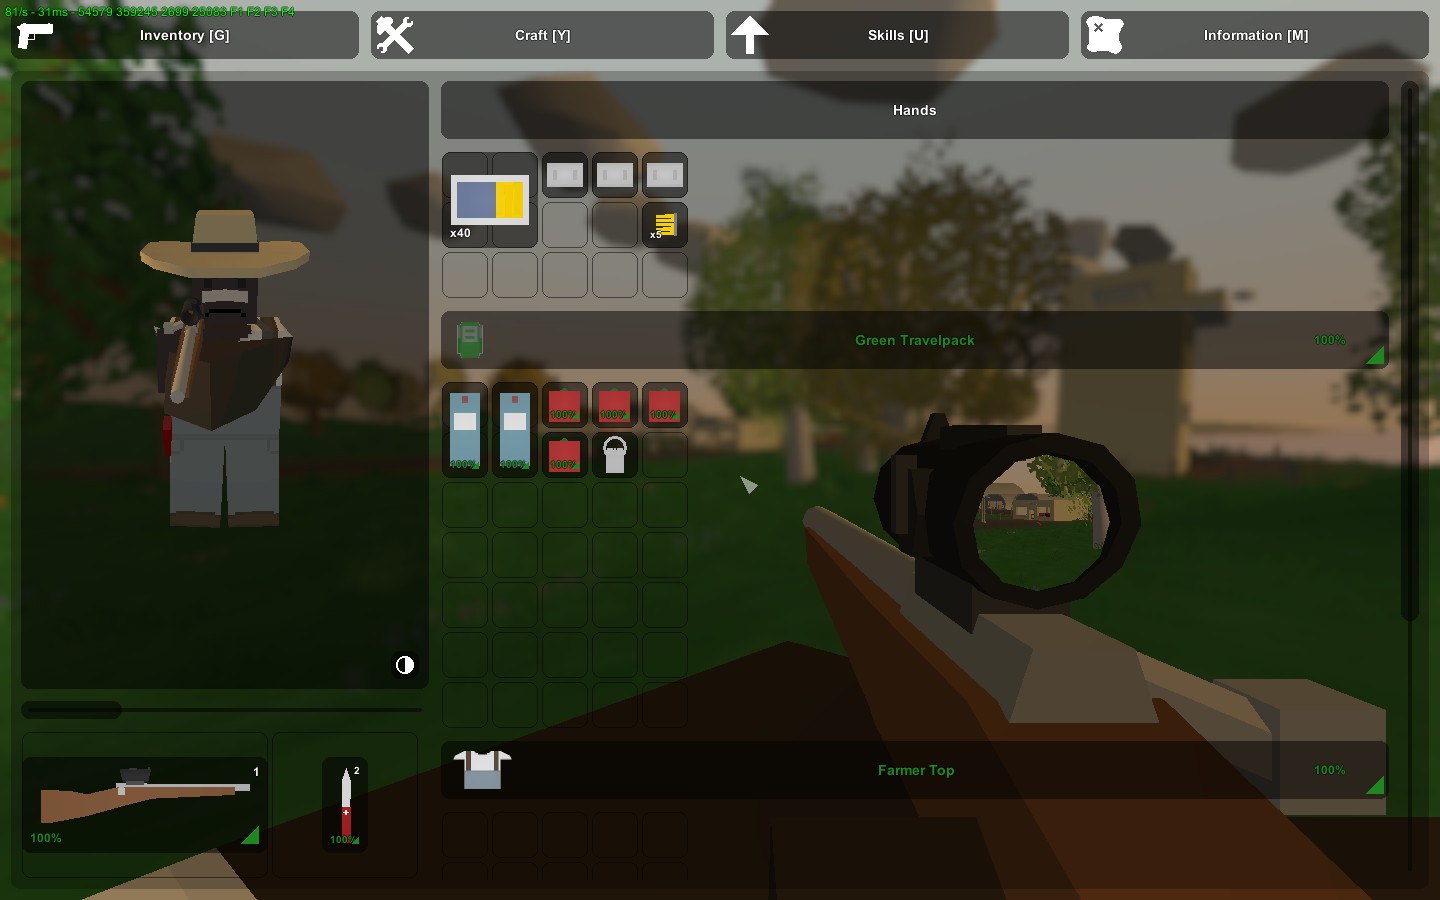 81/s - 31ms - 54579 359245 2699 25083 F1 F2 F3 F4
Inventory [G]
Craft [Y]
Skills [U]
Information [M]
Hands
x40
x5
Green Travelpack
100%
100%
100%
100%
100%
100%
100%
Farmer Top
100%
1
100%
2
100%